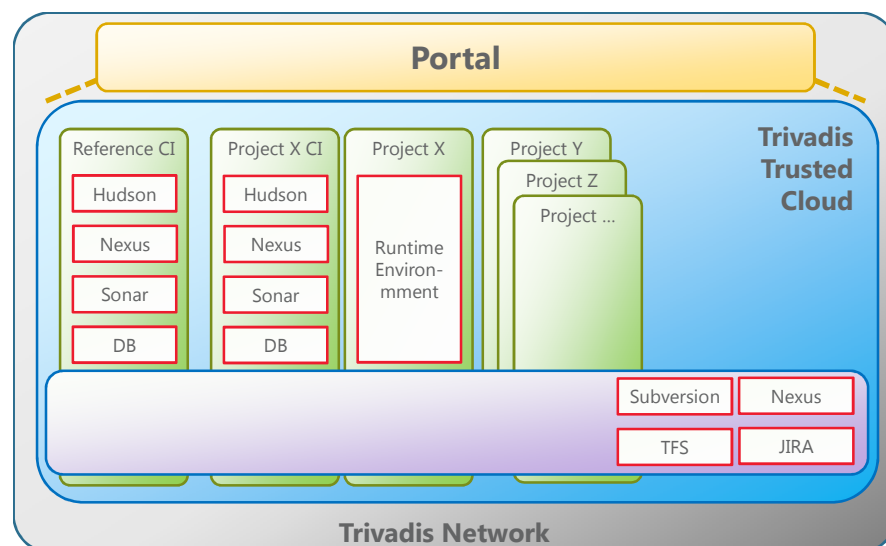 Portal
Trivadis
Trusted
Cloud
Reference CI
Hudson
Nexus
Sonar
DB
Project X CI
Hudson
Nexus
Sonar
DB
Project X
Runtime
Environ-
mment
Project Y
Project Z
Project ...
Subversion
Nexus
TFS
JIRA
Trivadis Network